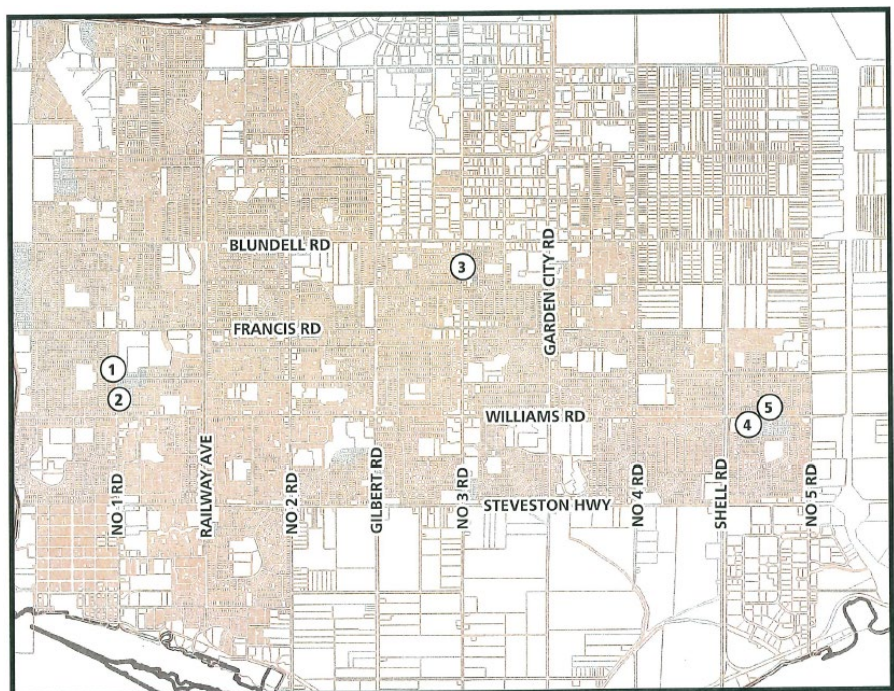 BLUNDELL RD
3
GARDEN CITY RD
FRANCIS RD
1
2
WILLIAMS RD
5
4
NO 1 RD
RAILWAY AVE
NO 2 RD
GILBERT RD
NO 3 RD
STEVESTON HWY
NO 4 RD
SHELL RD
NO 5 RD